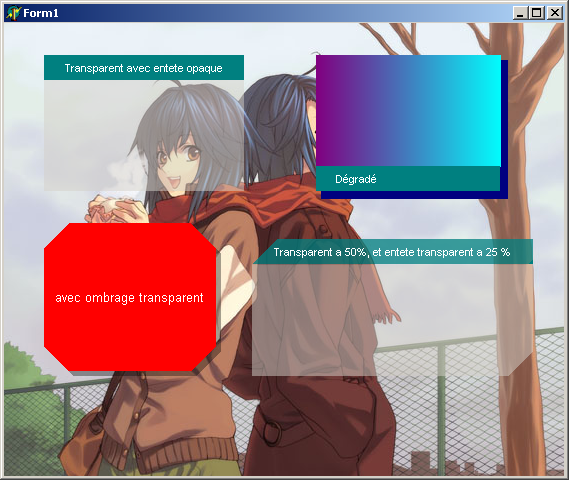 Form1
Transparent avec entete opaque
Dégradé
avec ombrage transparent
Transparent a 50%, et entete transparent a 25 %